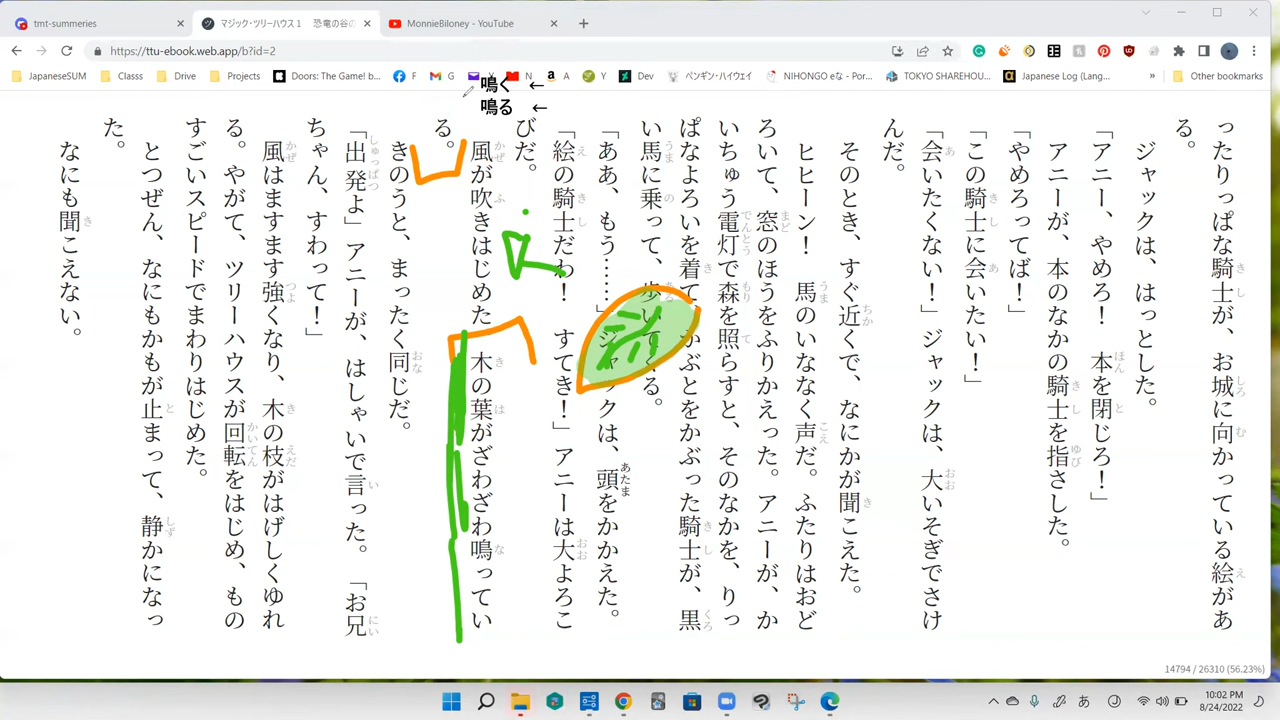 tmt-summeries
マジック・ツリーハウス１　恐竜の谷の
MonnieBiloney - YouTube
https://ttu-ebook.web.app/b?id=2
JapaneseSUM
Classs
Drive
Projects
Doors: The Game! b...
F
G
Y
N
A
Y
Dev
ペンギン・ハイウェイ
NIHONGO eな - Por...
TOKYO SHAREHOU...
Japanese Log (Lang...
»
Other bookmarks
鳴く ←
鳴る ←
ったりっぱな騎士が、お城に向かっている絵があ
る。
ジャックは、はっとした。
「アニー、やめろ！　本を閉じろ！」
アニーが、本のなかの騎士を指さした。
「やめろってば！」
「この騎士に会いたい！」
「会いたくない！」ジャックは、大いそぎでさけ
んだ。
そのとき、すぐ近くで、なにかが聞こえた。
ヒヒーン！　馬のいななく声だ。ふたりはおど
ろいて、窓のほうをふりかえった。アニーが、か
いちゅう電灯で森を照らすと、そのなかを、りっ
ぱなよろいを着て、かぶとをかぶった騎士が、黒
い馬に乗って、歩いてくる。
「ああ、もう……」ジャックは、頭をかかえた。
「絵の騎士だわ！　すてき！」アニーは大よろこ
びだ。
風が吹きはじめた　木の葉がざわざわ鳴ってい
る。
きのうと、まったく同じだ。
「出発よ」アニーが、はしゃいで言った。「お兄
ちゃん、すわって！」
風はますます強くなり、木の枝がはげしくゆれ
る。やがて、ツリーハウスが回転をはじめ、もの
すごいスピードでまわりはじめた。
とつぜん、なにもかもが止まって、静かになっ
た。
なにも聞こえない。
14794 / 26310 (56.23%)
あ
10:02 PM
8/24/2022